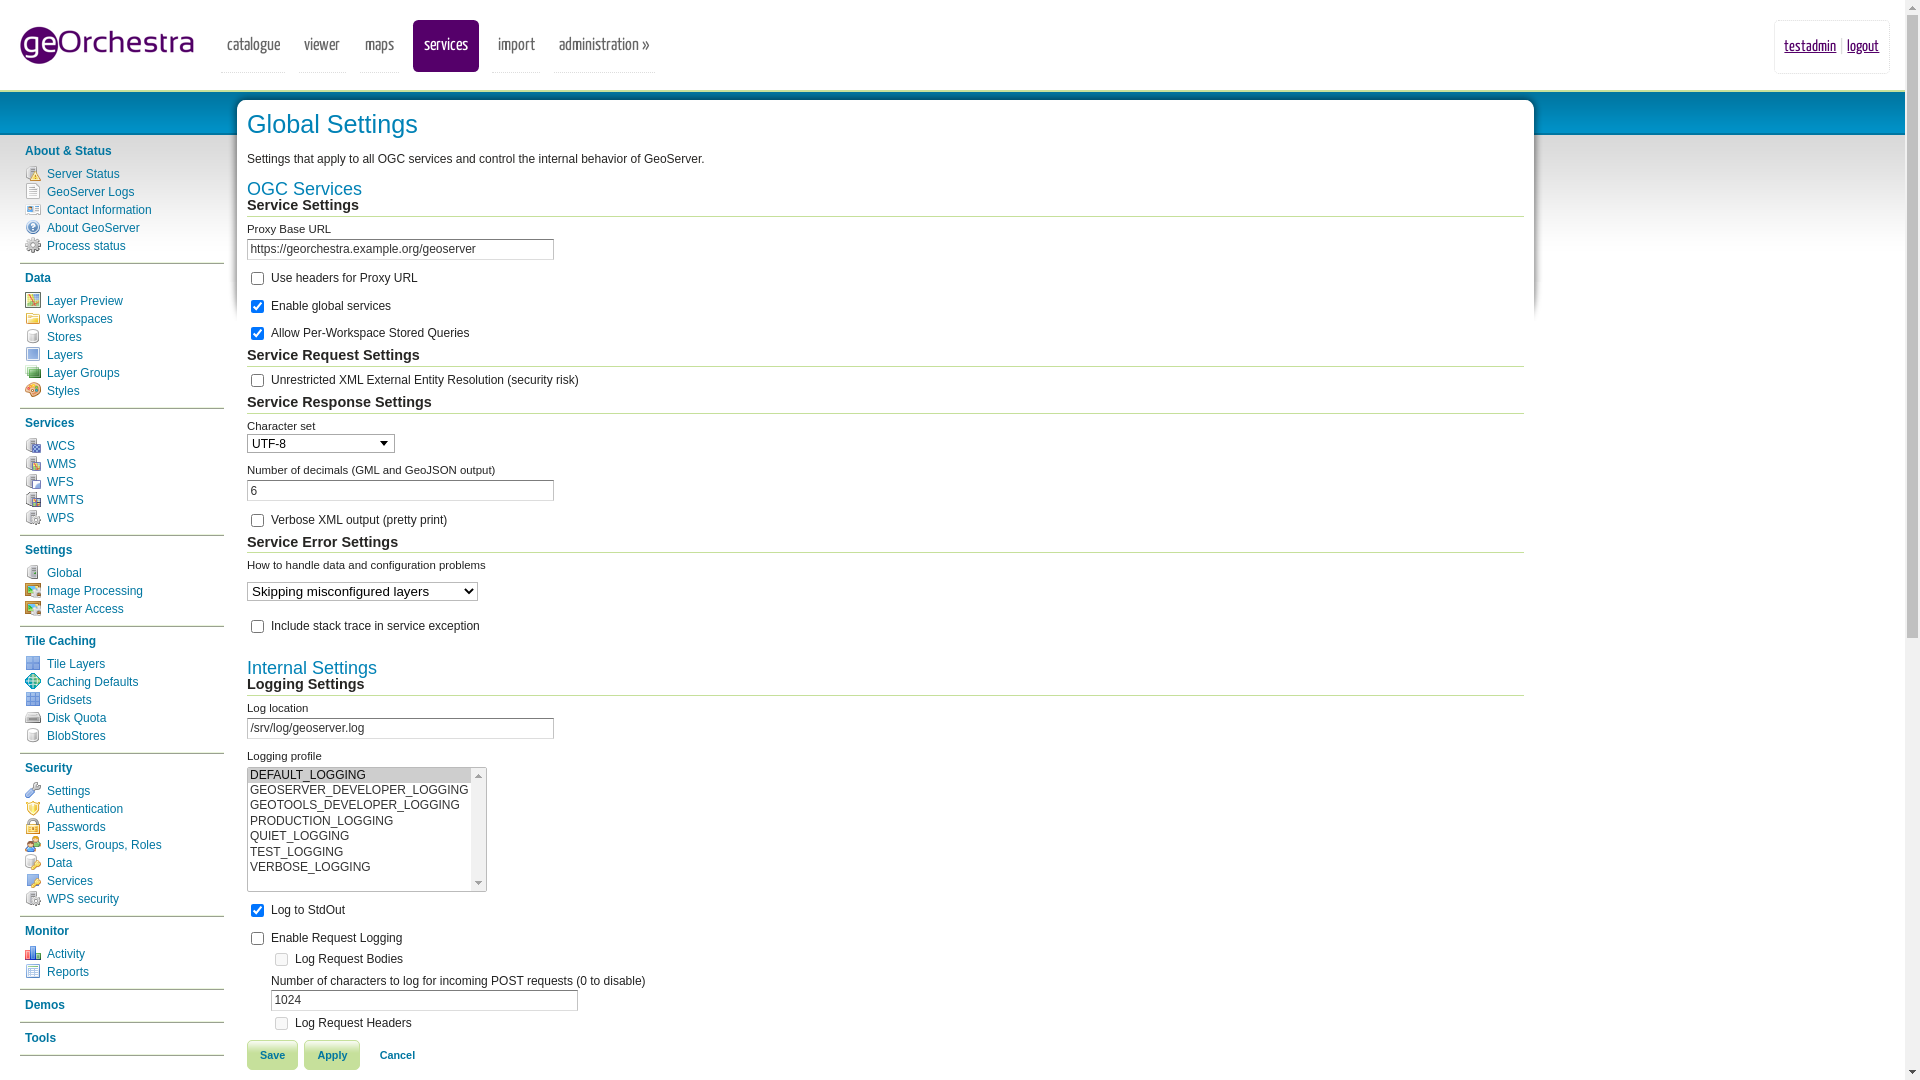 geOrchestra
catalogue viewer maps services import administration » testadmin logout
About & Status
Server Status
GeoServer Logs
Contact Information
About GeoServer
Process status
Data
Layer Preview
Workspaces
Stores
Layers
Layer Groups
Styles
Services
WCS
WMS
WFS
WMTS
WPS
Settings
Global
Image Processing
Raster Access
Tile Caching
Tile Layers
Caching Defaults
Gridsets
Disk Quota
BlobStores
Security
Settings
Authentication
Passwords
Users, Groups, Roles
Data
Services
WPS security
Monitor
Activity
Reports
Demos
Tools
Global Settings
Settings that apply to all OGC services and control the internal behavior of GeoServer.
OGC Services
Service Settings
Proxy Base URL
https://georchestra.example.org/geoserver
Use headers for Proxy URL
Enable global services
Allow Per-Workspace Stored Queries
Service Request Settings
Unrestricted XML External Entity Resolution (security risk)
Service Response Settings
Character set
UTF-8
Number of decimals (GML and GeoJSON output)
6
Verbose XML output (pretty print)
Service Error Settings
How to handle data and configuration problems
Skipping misconfigured layers
Include stack trace in service exception
Internal Settings
Logging Settings
Log location
/srv/log/geoserver.log
Logging profile
DEFAULT_LOGGING
GEOSERVER_DEVELOPER_LOGGING
GEOTOOLS_DEVELOPER_LOGGING
PRODUCTION_LOGGING
QUIET_LOGGING
TEST_LOGGING
VERBOSE_LOGGING
Log to StdOut
Enable Request Logging
Log Request Bodies
Number of characters to log for incoming POST requests (0 to disable)
1024
Log Request Headers
Save Apply Cancel